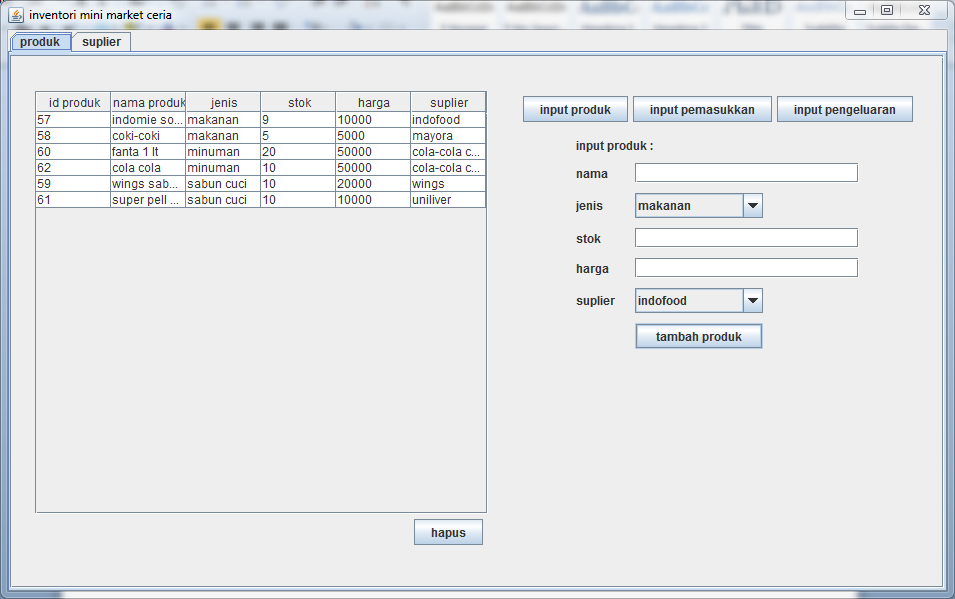 inventori mini market ceria
produk suplier
id produk nama produk jenis stok harga suplier
57 indomie so... makanan 9 10000 indofood
58 coki-coki makanan 5 5000 mayora
60 fanta 1 lt minuman 20 50000 cola-cola c...
62 cola cola minuman 10 50000 cola-cola c...
59 wings sab... sabun cuci 10 20000 wings
61 super pell ... sabun cuci 10 10000 uniliver
hapus
input produk input pemasukkan input pengeluaran
input produk :
nama
jenis makanan
stok
harga
suplier indofood
tambah produk